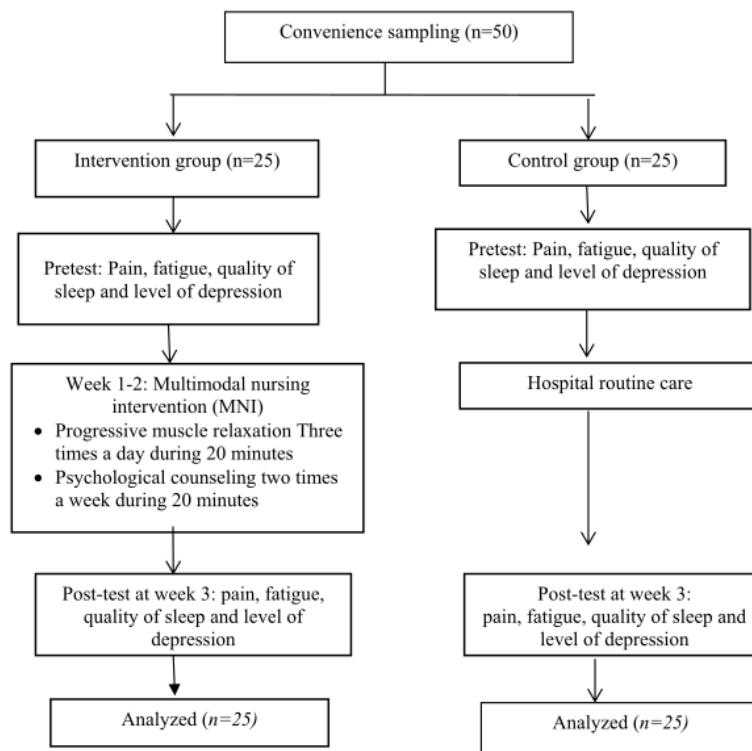 Convenience sampling (n=50)
Intervention group (n=25)
Control group (n=25)
Pretest: Pain, fatigue, quality of
sleep and level of depression
Pretest: Pain, fatigue, quality of
sleep and level of depression
Week 1-2: Multimodal nursing
intervention (MNI)
• Progressive muscle relaxation Three
times a day during 20 minutes
• Psychological counseling two times
a week during 20 minutes
Hospital routine care
Post-test at week 3: pain, fatigue,
quality of sleep and level of
depression
Post-test at week 3:
pain, fatigue, quality of sleep and
level of depression
Analyzed (n=25)
Analyzed (n=25)